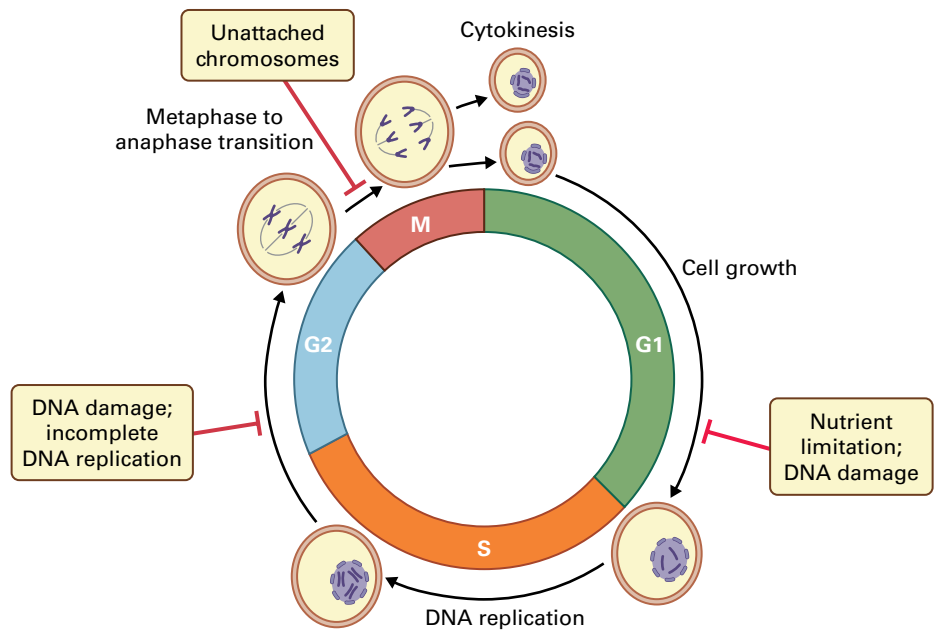 Unattached
chromosomes
Cytokinesis
Metaphase to
anaphase transition
M
Cell growth
G2
G1
DNA damage;
incomplete
DNA replication
Nutrient
limitation;
DNA damage
S
DNA replication